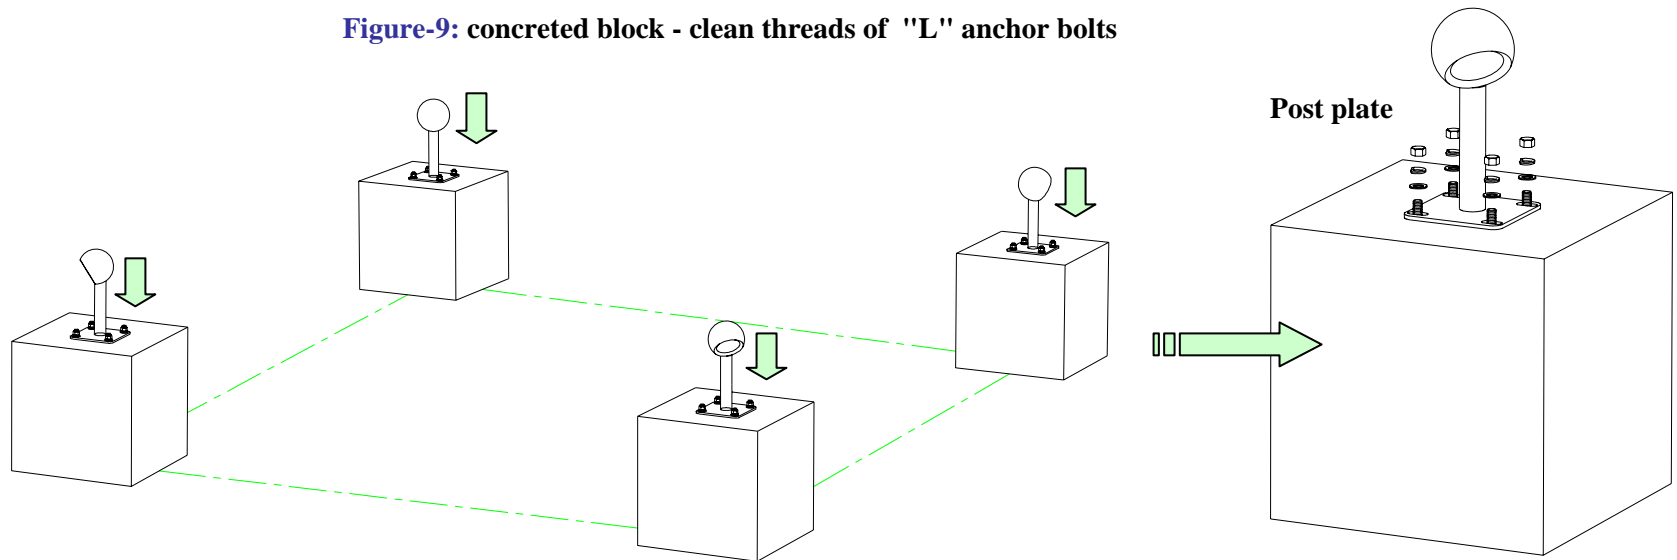 Figure-9: concreted block - clean threads of "L" anchor bolts
Post plate